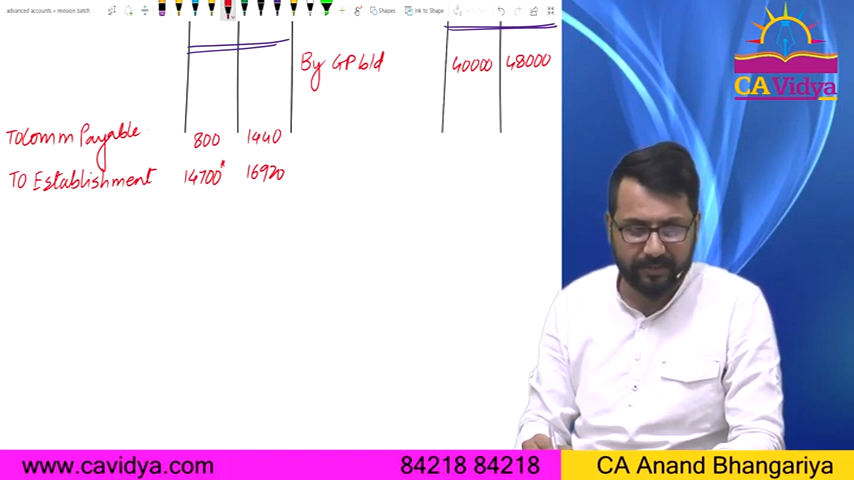 advanced accounts + revision batch
Shapes
Ink to Shape
By GP b/d 40000 48000
CA Vidya
To Comm Payable 800 1440
TO Establishment 14700* 16920
www.cavidya.com 84218 84218 CA Anand Bhangariya